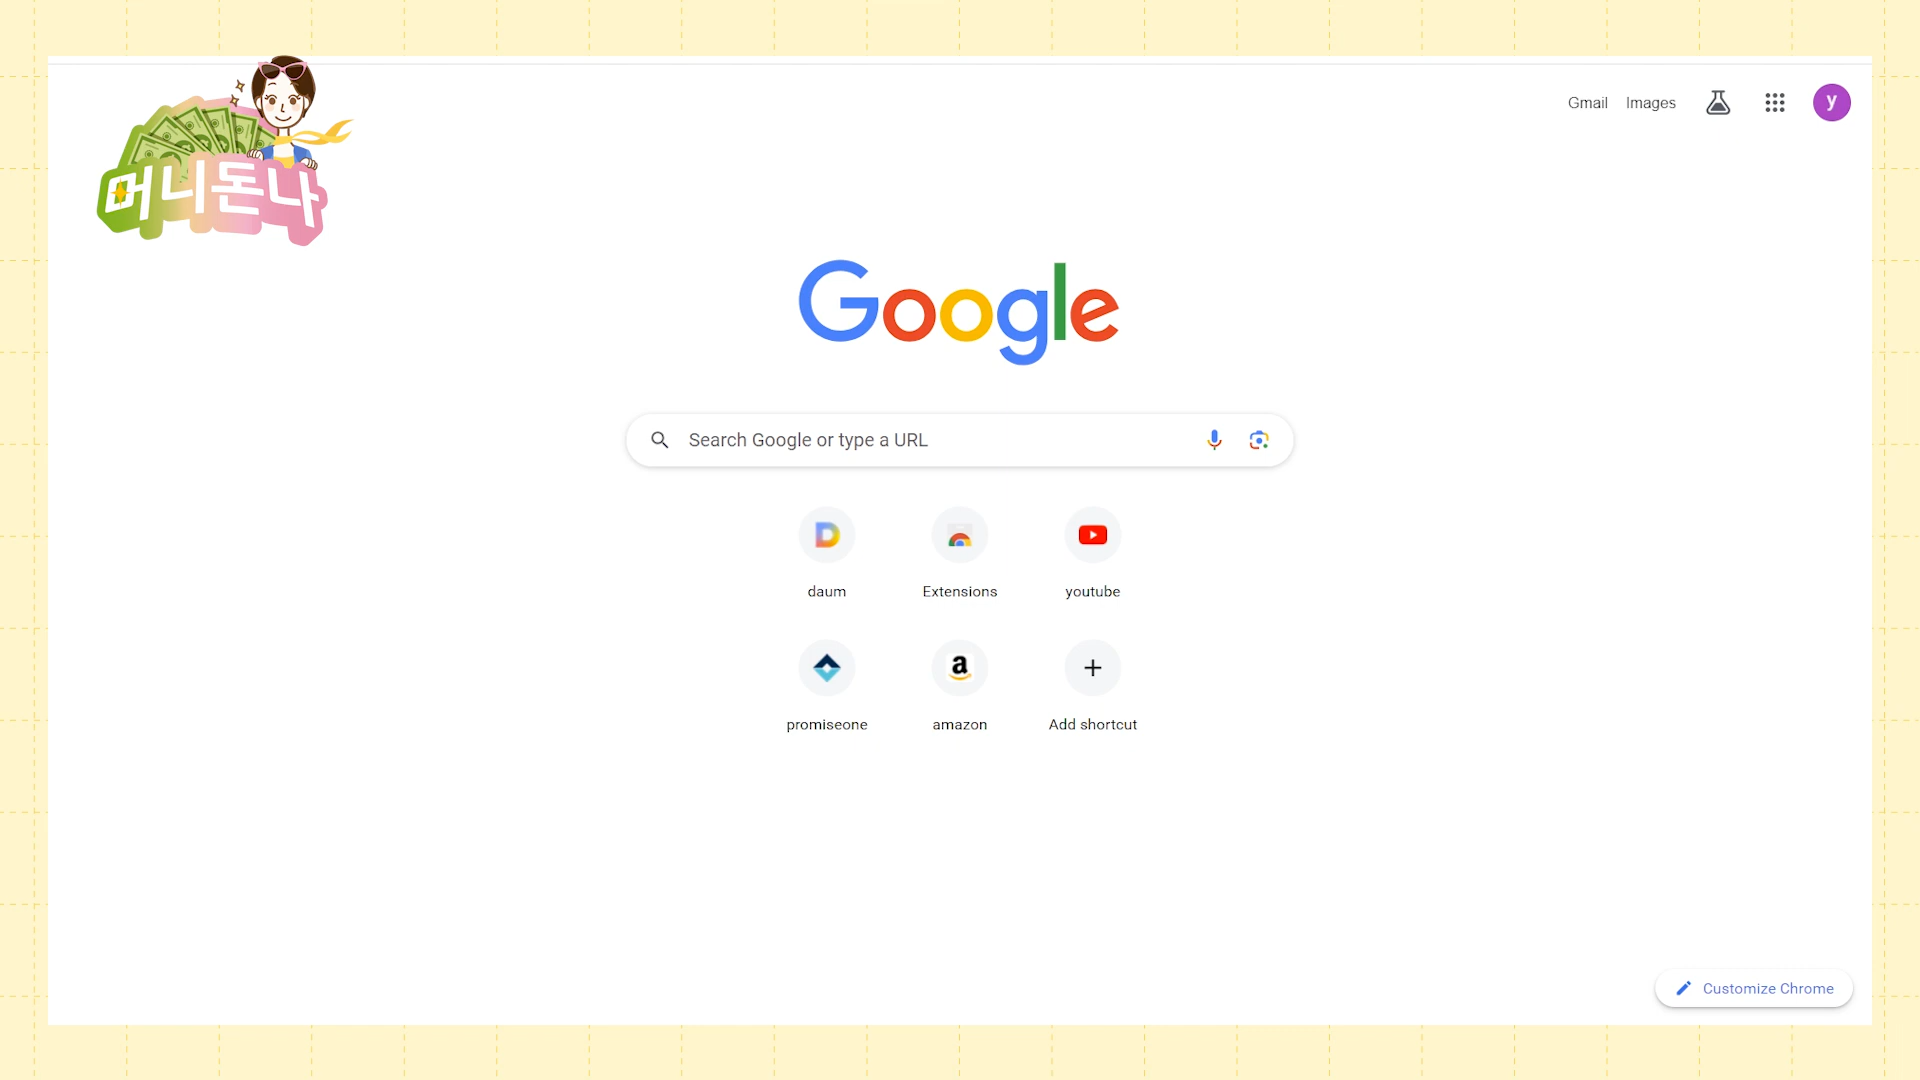 머니돈나
Gmail Images
y
Google
Search Google or type a URL
daum Extensions youtube
promiseone amazon Add shortcut
Customize Chrome